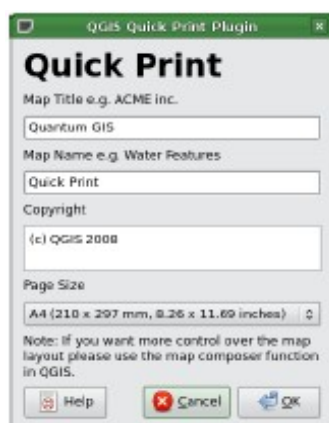 QGIS Quick Print Plugin
Quick Print
Map Title e.g. ACME inc.
Quantum GIS
Map Name e.g. Water Features
Quick Print
Copyright
(c) QGIS 2008
Page Size
A4 (210 x 297 mm, 8.26 x 11.69 inches)
Note: If you want more control over the map
layout please use the map composer function
in QGIS.
Help Cancel OK